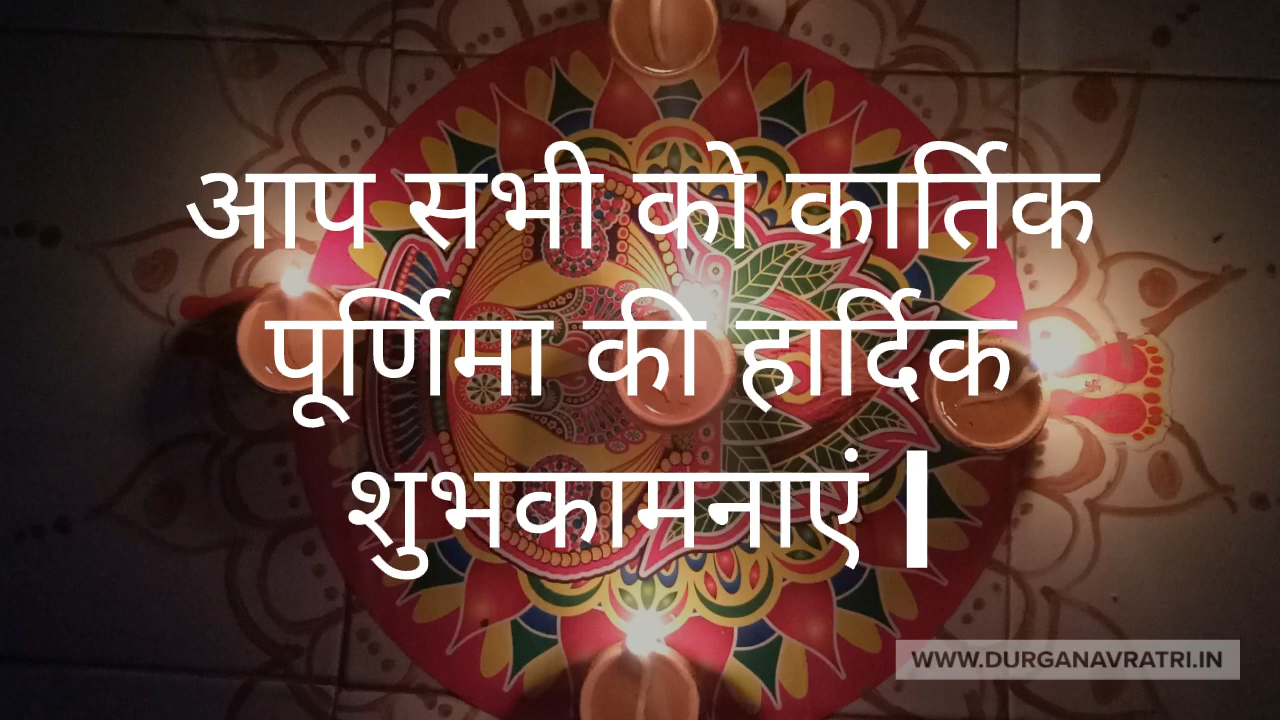 आप सभी को कार्तिक
पूर्णिमा की हार्दिक
शुभकामनाएं |
WWW.DURGANAVRATRI.IN